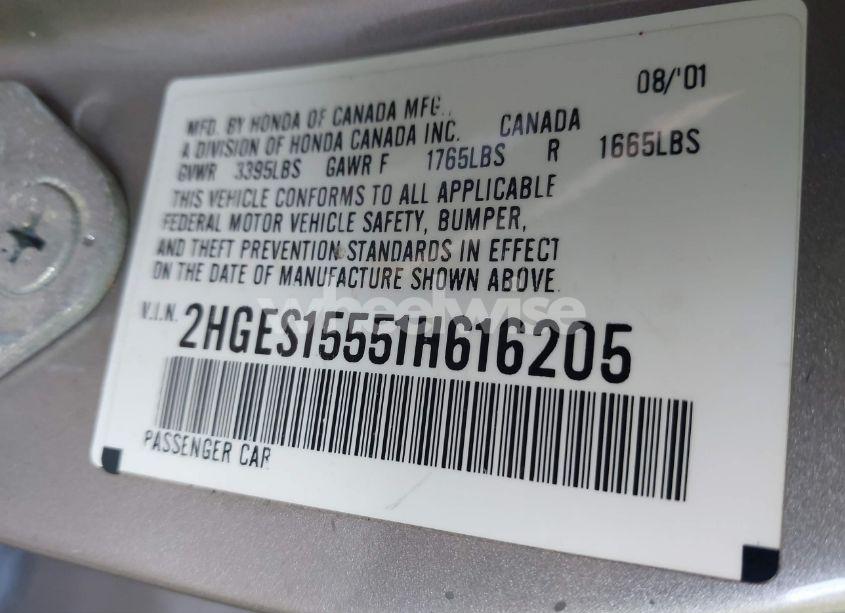 08/'01
MFD. BY HONDA OF CANADA MFG.,
A DIVISION OF HONDA CANADA INC. CANADA
GVWR 3395LBS GAWR F 1765LBS R 1665LBS
THIS VEHICLE CONFORMS TO ALL APPLICABLE
FEDERAL MOTOR VEHICLE SAFETY, BUMPER,
AND THEFT PREVENTION STANDARDS IN EFFECT
ON THE DATE OF MANUFACTURE SHOWN ABOVE.
wheelwise
V.I.N. 2HGES15551H616205
PASSENGER CAR